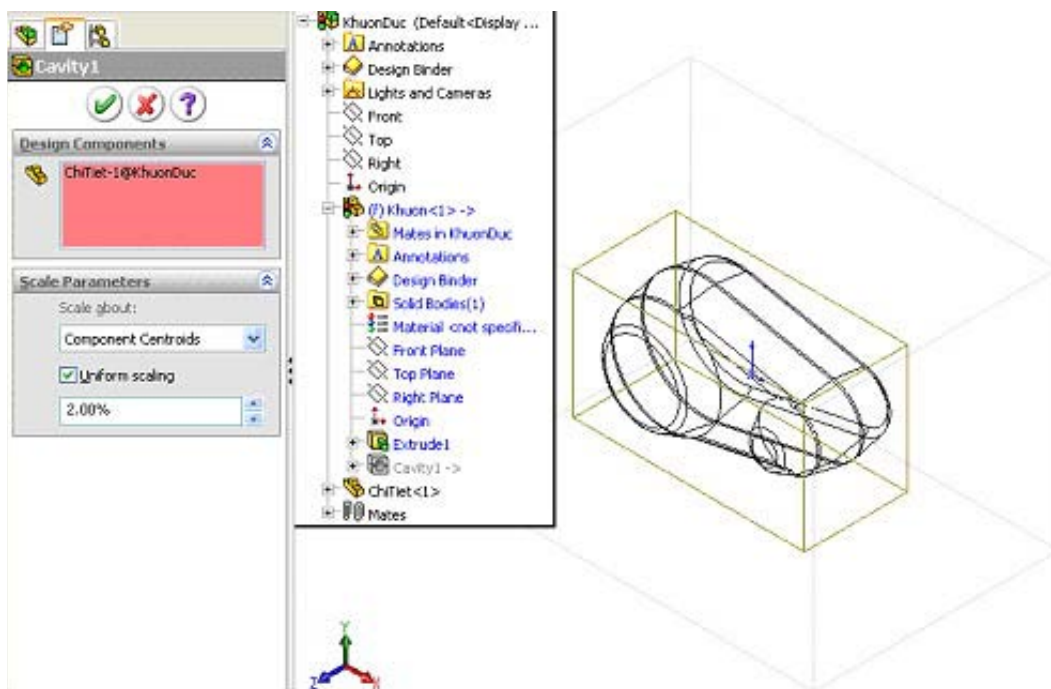 Cavity1
?
Design Components
ChiTiet-1@KhuonDuc
Scale Parameters
Scale about:
Component Centroids
Uniform scaling
2.00%
KhuonDuc (Default<Display ...
Annotations
Design Binder
Lights and Cameras
Front
Top
Right
Origin
(f) Khuon<1> ->
Mates in KhuonDuc
Annotations
Design Binder
Solid Bodies(1)
Material <not specifi...
Front Plane
Top Plane
Right Plane
Origin
Extrude1
Cavity1 ->
ChiTiet<1>
Mates
Y
Z
X